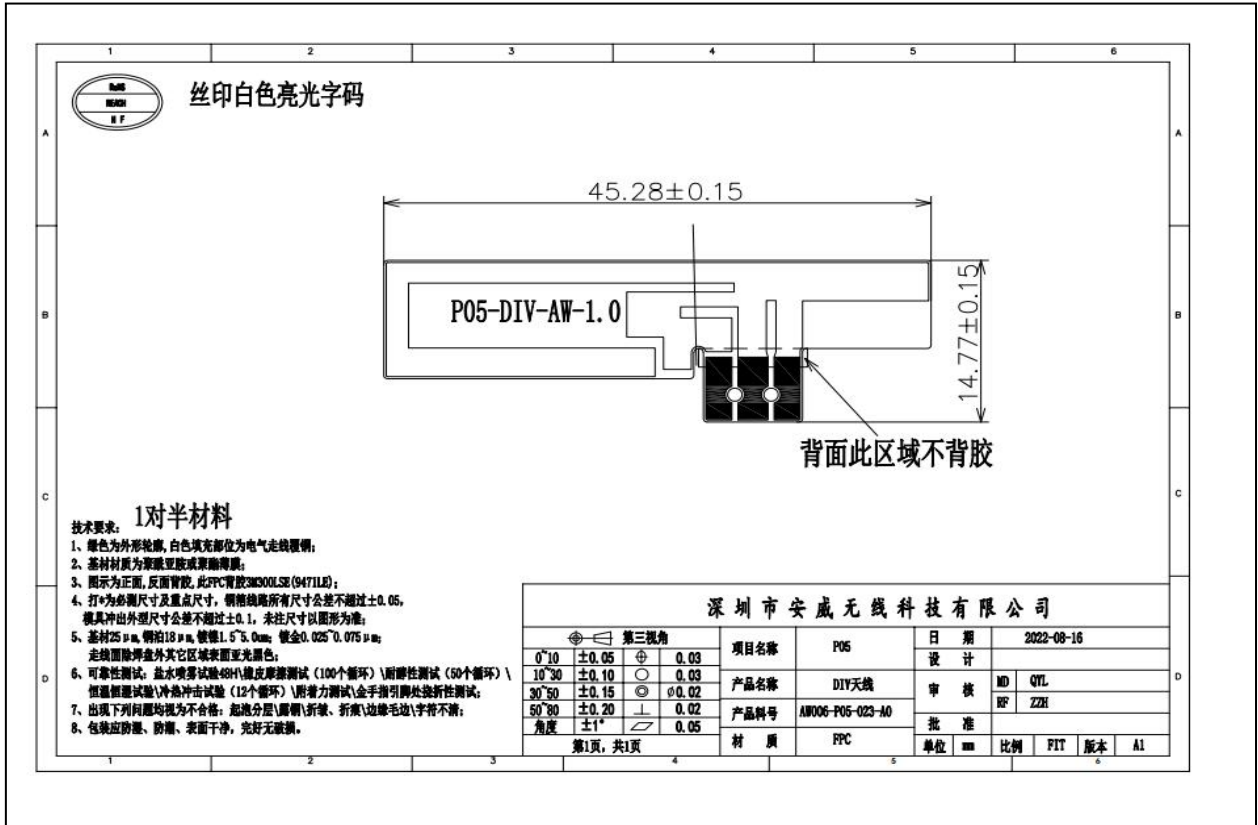 1 2 3 4 5 6
A
B
C
D
A
B
C
D
RoHS
REACH
H F
丝印白色亮光字码
45.28±0.15
14.77±0.15
P05-DIV-AW-1.0
背面此区域不背胶
技术要求: 1对半材料
1、绿色为外形轮廓,白色填充部位为电气走线覆铜;
2、基材材质为聚酰亚胺或聚酯薄膜;
3、图示为正面,反面背胶,此FPC背胶3M300LSE(9471LE);
4、打*为必测尺寸及重点尺寸,铜箔线路所有尺寸公差不超过±0.05,
模具冲出外型尺寸公差不超过±0.1,未注尺寸以图形为准;
5、基材25μm,铜泊18μm,镀镍1.5~5.0um;镀金0.025~0.075μm;
走线面除焊盘外其它区域表面亚光黑色;
6、可靠性测试:盐水喷雾试验48H\橡皮摩擦测试(100个循环)\耐醇性测试(50个循环)\
恒温恒湿试验\冷热冲击试验(12个循环)\附着力测试\金手指引脚处挠折性测试;
7、出现下列问题均视为不合格:起泡分层\露铜\折皱、折痕\边缘毛边\字符不清;
8、包装应防湿、防潮、表面干净,完好无破损。
深圳市安威无线科技有限公司
第三视角
0~10 ±0.05 0.03
10~30 ±0.10 0.03
30~50 ±0.15 ø0.02
50~80 ±0.20 0.02
角度 ±1° 0.05
第1页,共1页
项目名称 P05
产品名称 DIV天线
产品料号 AW006-P05-023-A0
材 质 FPC
日 期 2022-08-16
设 计
审 核 MD QYL
RF ZZH
批 准
单位 mm 比例 FIT 版本 A1
1 2 3 4 5 6